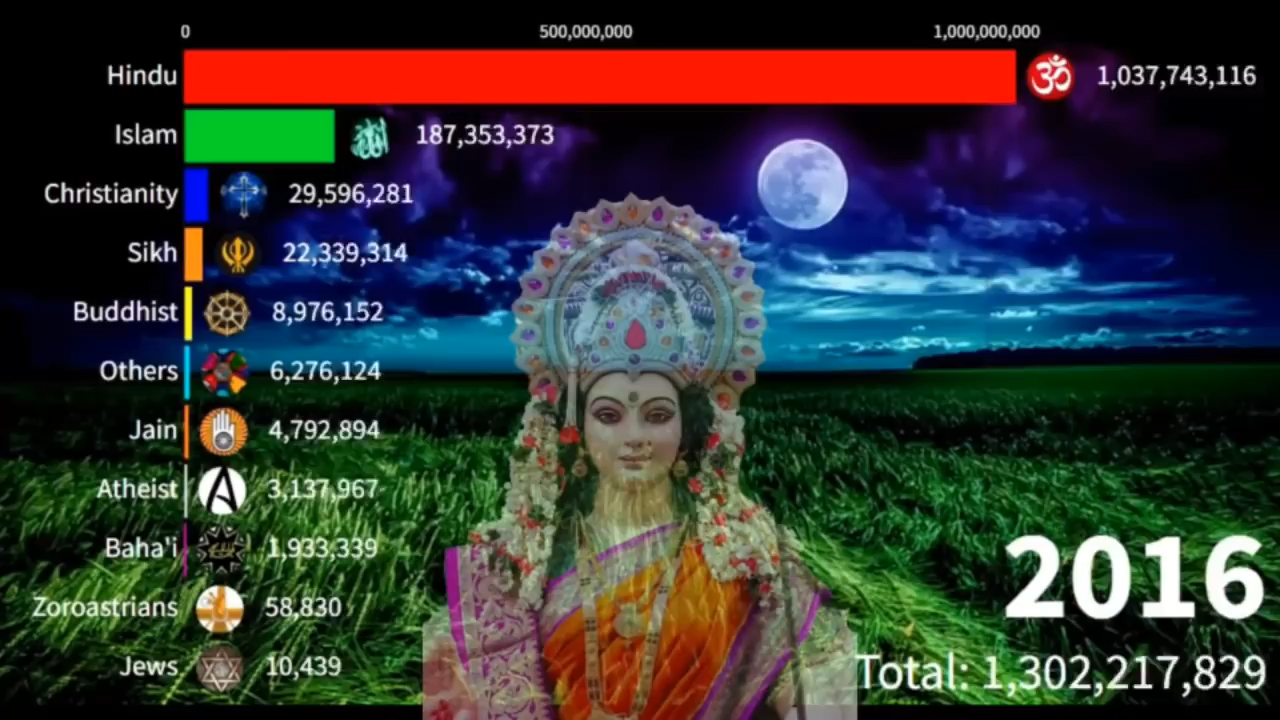 0 500,000,000 1,000,000,000
Hindu ॐ 1,037,743,116
Islam الله 187,353,373
Christianity 29,596,281
Sikh 22,339,314
Buddhist 8,976,152
Others 6,276,124
Jain 4,792,894
Atheist A 3,137,967
Baha'i 1,933,339
Zoroastrians 58,830
Jews 10,439
2016
Total: 1,302,217,829